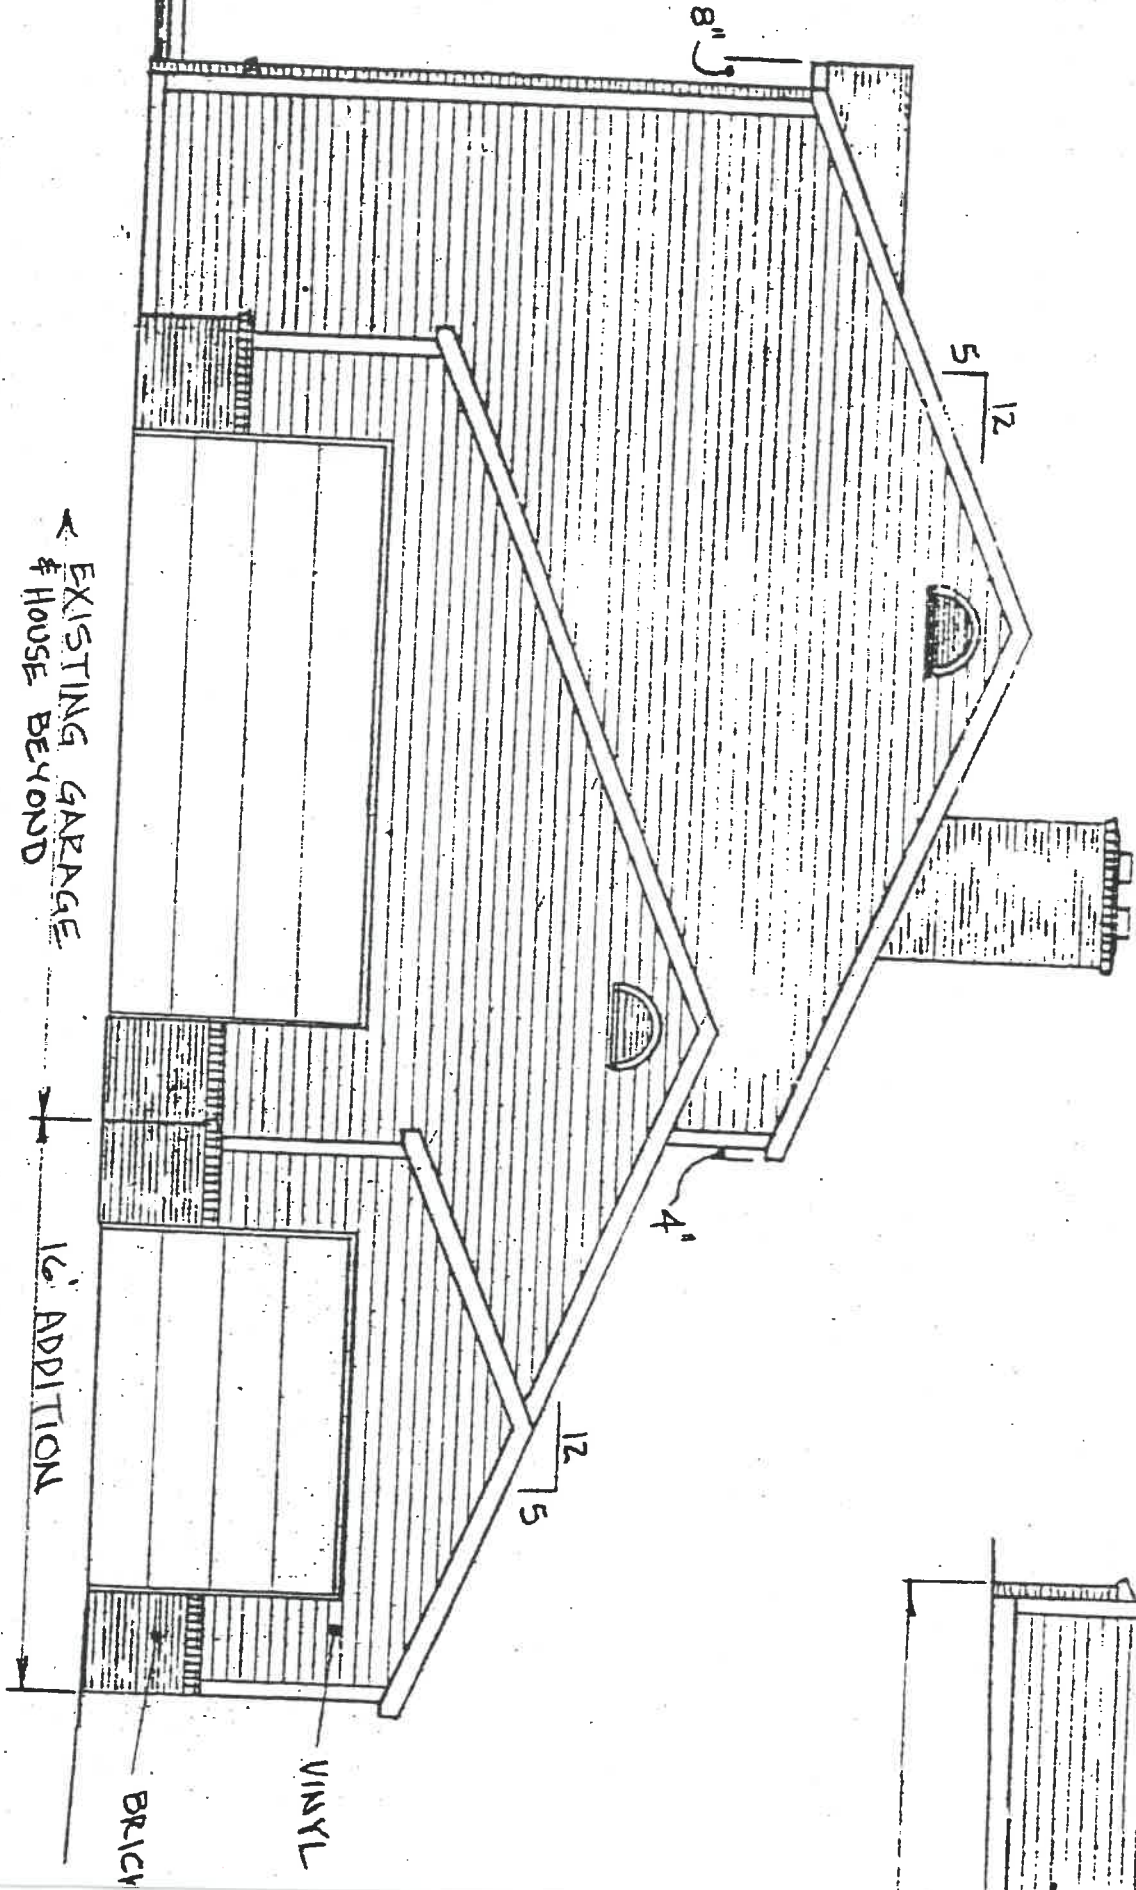 8"
5
12
4"
12
5
VINYL
BRICK
← EXISTING GARAGE
& HOUSE BEYOND
16' ADDITION